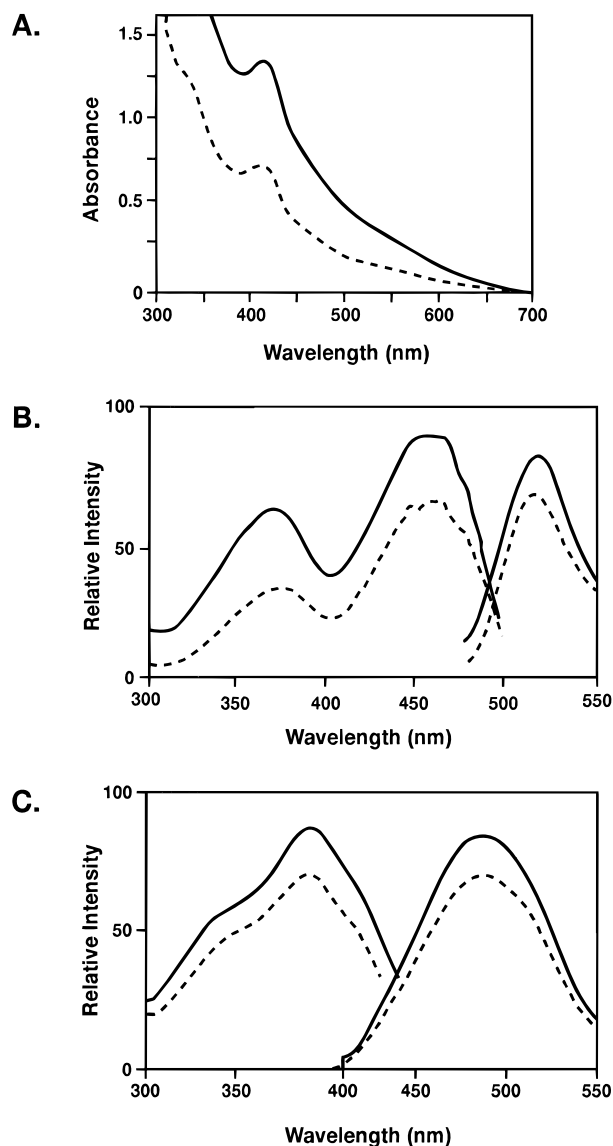 A.
1.5
1.0
0.5
0
Absorbance
300 400 500 600 700
Wavelength (nm)
B.
100
50
0
Relative Intensity
300 350 400 450 500 550
Wavelength (nm)
C.
100
50
0
Relative Intensity
300 350 400 450 500 550
Wavelength (nm)